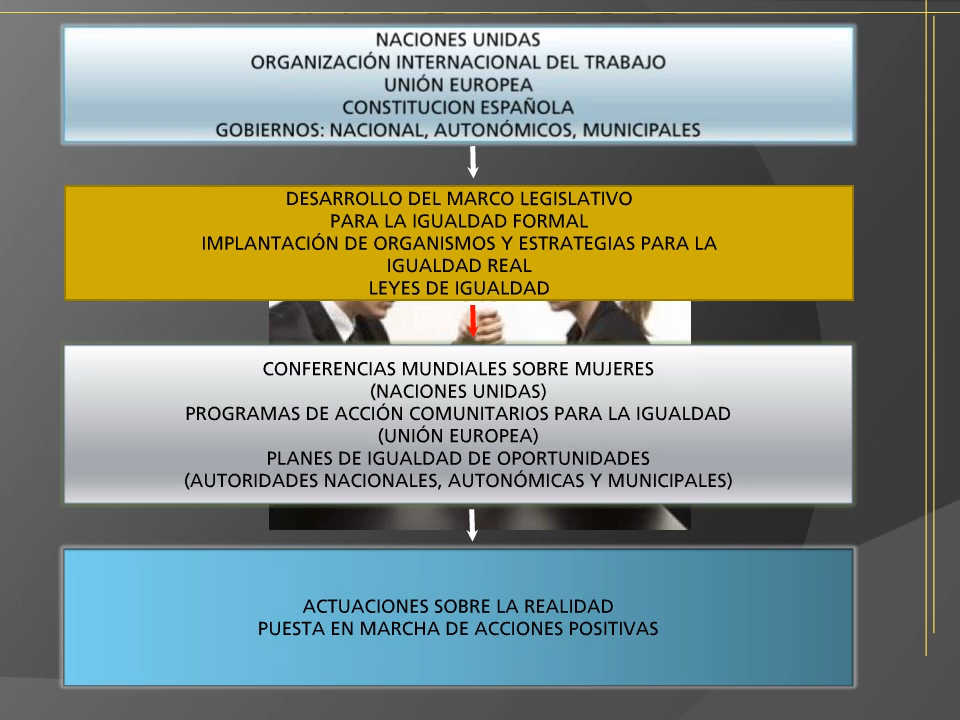 NACIONES UNIDAS
ORGANIZACIÓN INTERNACIONAL DEL TRABAJO
UNIÓN EUROPEA
CONSTITUCION ESPAÑOLA
GOBIERNOS: NACIONAL, AUTONÓMICOS, MUNICIPALES
DESARROLLO DEL MARCO LEGISLATIVO
PARA LA IGUALDAD FORMAL
IMPLANTACIÓN DE ORGANISMOS Y ESTRATEGIAS PARA LA
IGUALDAD REAL
LEYES DE IGUALDAD
CONFERENCIAS MUNDIALES SOBRE MUJERES
(NACIONES UNIDAS)
PROGRAMAS DE ACCIÓN COMUNITARIOS PARA LA IGUALDAD
(UNIÓN EUROPEA)
PLANES DE IGUALDAD DE OPORTUNIDADES
(AUTORIDADES NACIONALES, AUTONÓMICAS Y MUNICIPALES)
ACTUACIONES SOBRE LA REALIDAD
PUESTA EN MARCHA DE ACCIONES POSITIVAS